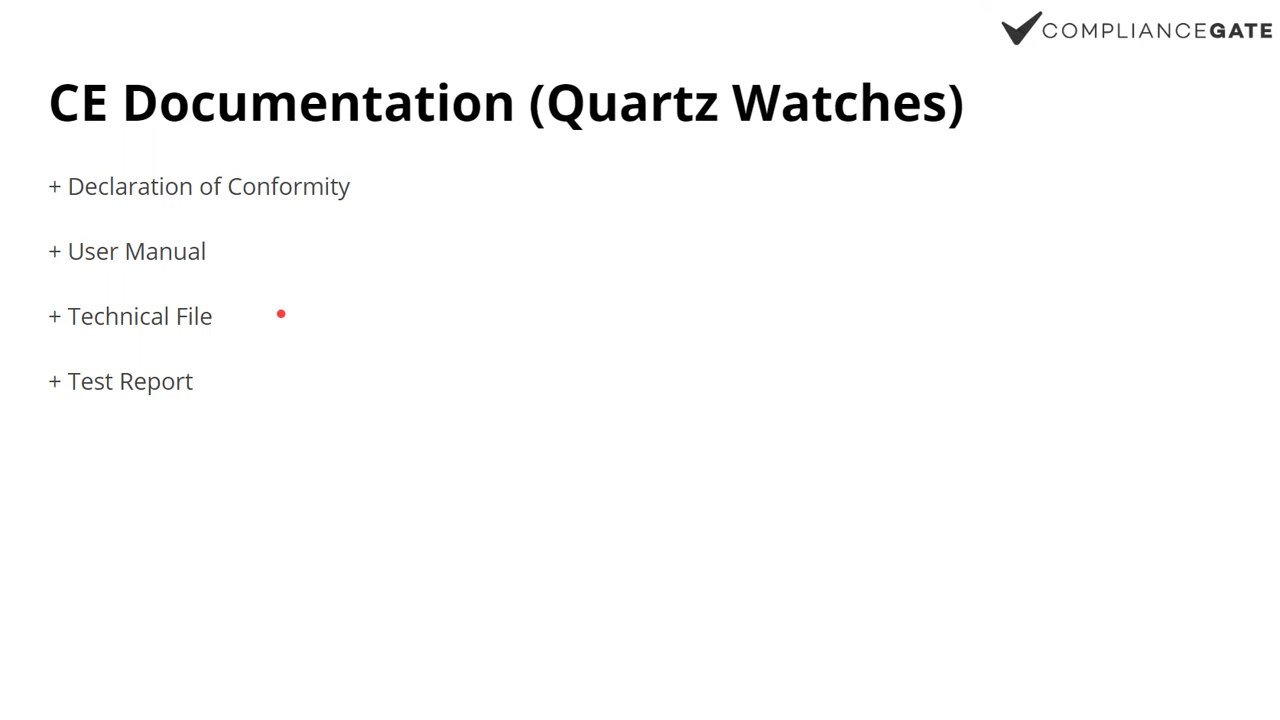 COMPLIANCEGATE
CE Documentation (Quartz Watches)
+ Declaration of Conformity
+ User Manual
+ Technical File
+ Test Report